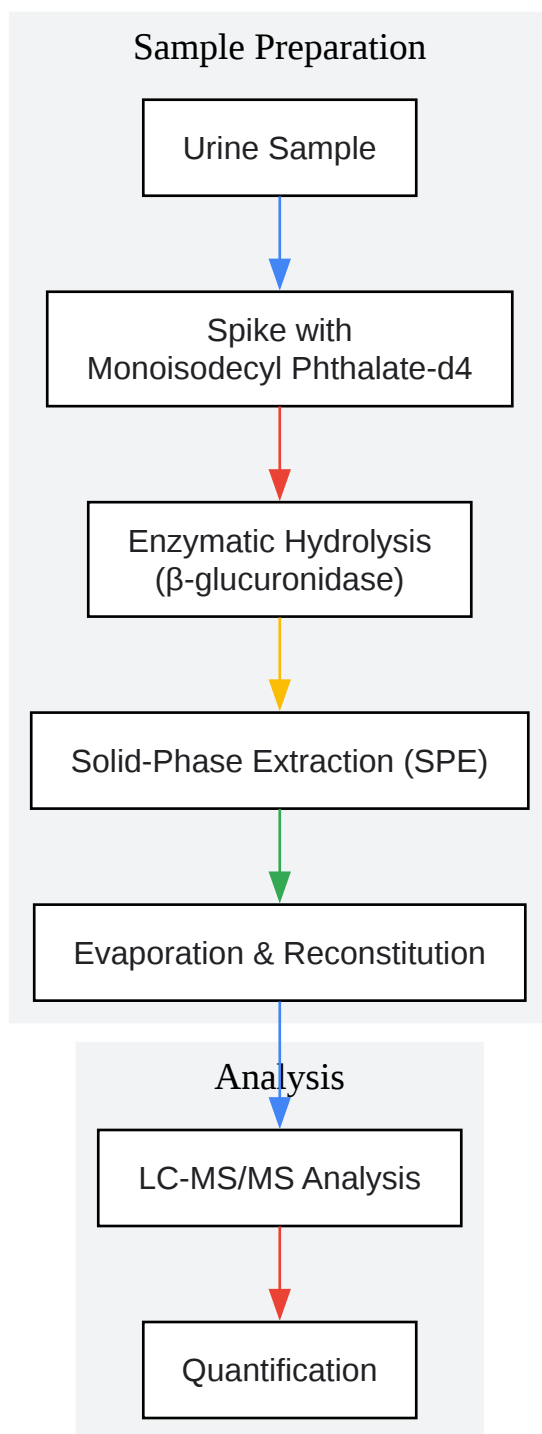 Sample Preparation
Urine Sample
Spike with
Monoisodecyl Phthalate-d4
Enzymatic Hydrolysis
(β-glucuronidase)
Solid-Phase Extraction (SPE)
Evaporation & Reconstitution
Analysis
LC-MS/MS Analysis
Quantification